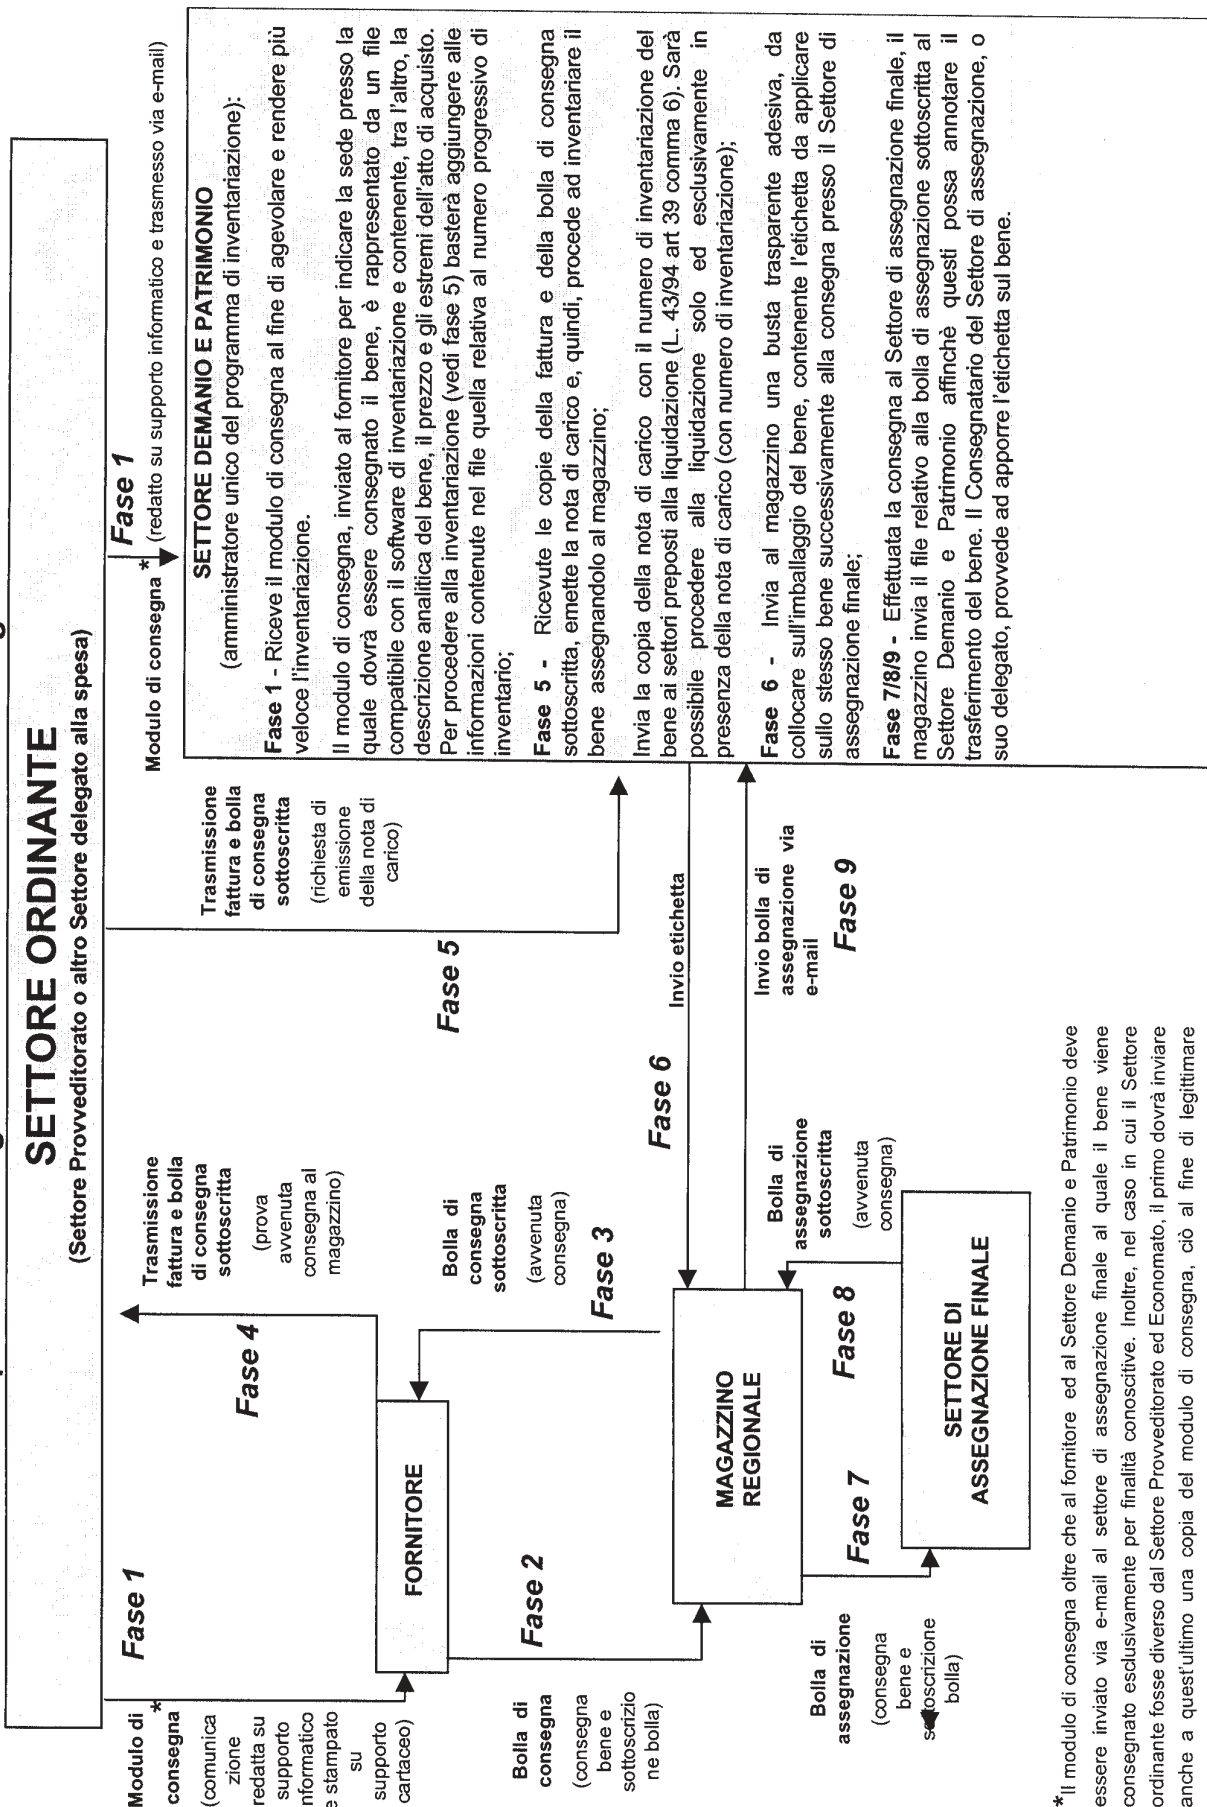 SETTORE ORDINANTE
(Settore Provveditorato o altro Settore delegato alla spesa)
Fase 1
Modulo di
consegna *
(comunica
zione
redatta su
supporto
nformatico
e stampato
su
supporto
cartaceo)
FORNITORE
Fase 4
Trasmissione
fattura e bolla
di consegna
sottoscritta
(prova
avvenuta
consegna al
magazzino)
Fase 2
Bolla di
consegna
(consegna
bene e
sottoscrizio
ne bolla)
Bolla di
consegna
sottoscritta
(avvenuta
consegna)
Fase 3
MAGAZZINO
REGIONALE
Fase 7
Bolla di
assegnazione
(consegna
bene e
sottoscrizione
bolla)
Fase 8
Bolla di
assegnazione
sottoscritta
(avvenuta
consegna)
SETTORE DI
ASSEGNAZIONE FINALE
Fase 5
Trasmissione
fattura e bolla
di consegna
sottoscritta
(richiesta di
emissione
della nota di
carico)
Fase 6
Invio etichetta
Invio bolla di
assegnazione via
e-mail
Fase 9
Fase 1
Modulo di consegna * (redatto su supporto informatico e trasmesso via e-mail)
SETTORE DEMANIO E PATRIMONIO
(amministratore unico del programma di inventariazione):
Fase 1 - Riceve il modulo di consegna al fine di agevolare e rendere più
veloce l'inventariazione.
Il modulo di consegna, inviato al fornitore per indicare la sede presso la
quale dovrà essere consegnato il bene, è rappresentato da un file
compatibile con il software di inventariazione e contenente, tra l'altro, la
descrizione analitica del bene, il prezzo e gli estremi dell'atto di acquisto.
Per procedere alla inventariazione (vedi fase 5) basterà aggiungere alle
informazioni contenute nel file quella relativa al numero progressivo di
inventario;
Fase 5 - Ricevute le copie della fattura e della bolla di consegna
sottoscritta, emette la nota di carico e, quindi, procede ad inventariare il
bene assegnandolo al magazzino;
Invia la copia della nota di carico con il numero di inventariazione del
bene ai settori preposti alla liquidazione (L. 43/94 art 39 comma 6). Sarà
possibile procedere alla liquidazione solo ed esclusivamente in
presenza della nota di carico (con numero di inventariazione);
Fase 6 - Invia al magazzino una busta trasparente adesiva, da
collocare sull'imballaggio del bene, contenente l'etichetta da applicare
sullo stesso bene successivamente alla consegna presso il Settore di
assegnazione finale;
Fase 7/8/9 - Effettuata la consegna al Settore di assegnazione finale, il
magazzino invia il file relativo alla bolla di assegnazione sottoscritta al
Settore Demanio e Patrimonio affinchè questi possa annotare il
trasferimento del bene. Il Consegnatario del Settore di assegnazione, o
suo delegato, provvede ad apporre l'etichetta sul bene.
*Il modulo di consegna oltre che al fornitore ed al Settore Demanio e Patrimonio deve
essere inviato via e-mail al settore di assegnazione finale al quale il bene viene
consegnato esclusivamente per finalità conoscitive. Inoltre, nel caso in cui il Settore
ordinante fosse diverso dal Settore Provveditorato ed Economato, il primo dovrà inviare
anche a quest'ultimo una copia del modulo di consegna, ciò al fine di legittimare